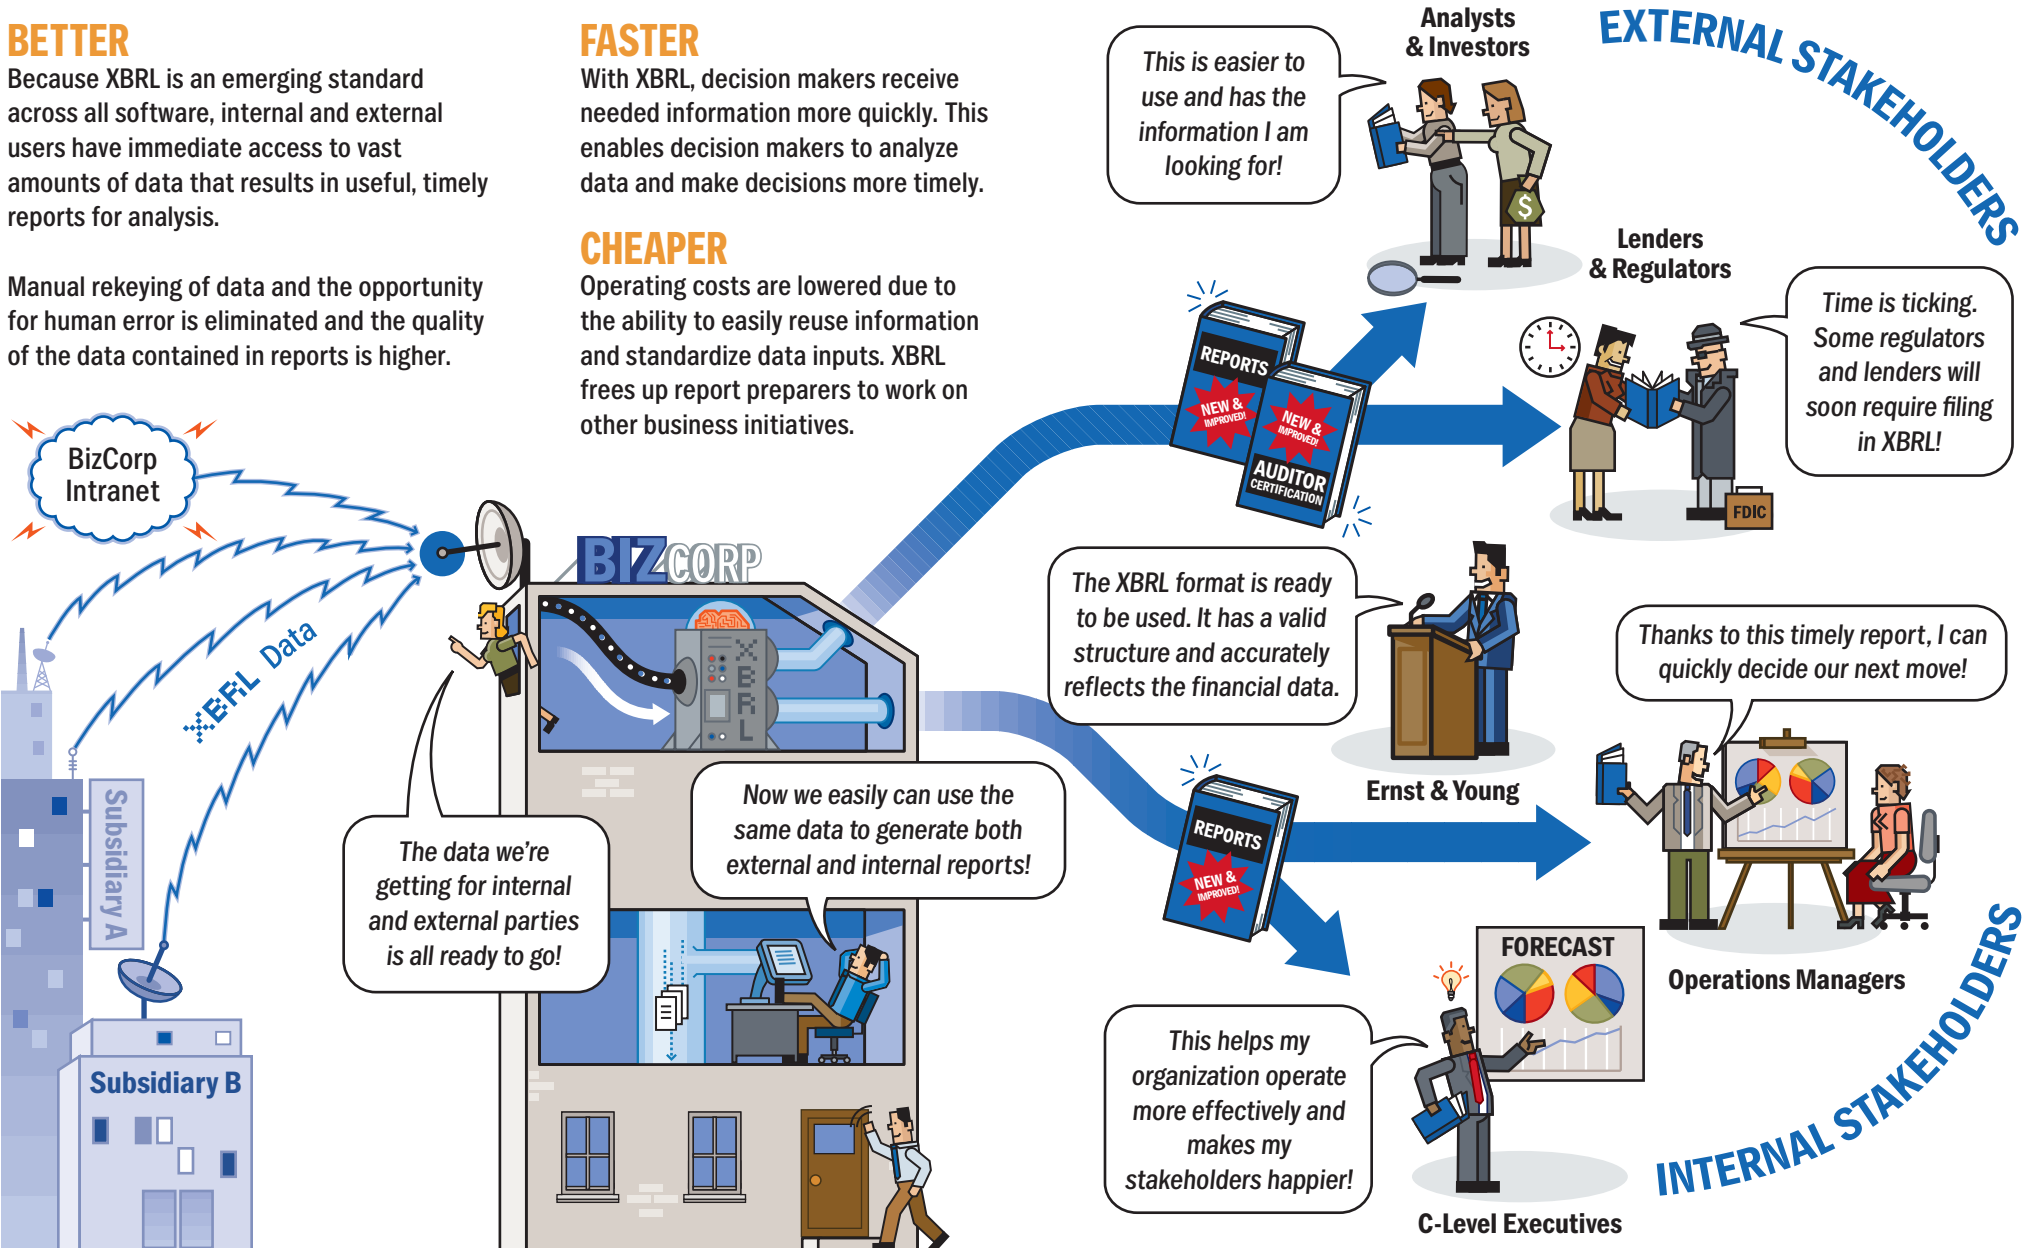 BETTER
Because XBRL is an emerging standard
across all software, internal and external
users have immediate access to vast
amounts of data that results in useful, timely
reports for analysis.
Manual rekeying of data and the opportunity
for human error is eliminated and the quality
of the data contained in reports is higher.
FASTER
With XBRL, decision makers receive
needed information more quickly. This
enables decision makers to analyze
data and make decisions more timely.
CHEAPER
Operating costs are lowered due to
the ability to easily reuse information
and standardize data inputs. XBRL
frees up report preparers to work on
other business initiatives.
BizCorp
Intranet
XBRL Data
Subsidiary A
Subsidiary B
BIZCORP
XBRL
The data we're
getting for internal
and external parties
is all ready to go!
Now we easily can use the
same data to generate both
external and internal reports!
EXTERNAL STAKEHOLDERS
Analysts
& Investors
This is easier to
use and has the
information I am
looking for!
$
Lenders
& Regulators
Time is ticking.
Some regulators
and lenders will
soon require filing
in XBRL!
FDIC
REPORTS
NEW &
IMPROVED!
NEW &
IMPROVED!
AUDITOR
CERTIFICATION
The XBRL format is ready
to be used. It has a valid
structure and accurately
reflects the financial data.
Ernst & Young
REPORTS
NEW &
IMPROVED!
Thanks to this timely report, I can
quickly decide our next move!
Operations Managers
FORECAST
This helps my
organization operate
more effectively and
makes my
stakeholders happier!
C-Level Executives
INTERNAL STAKEHOLDERS